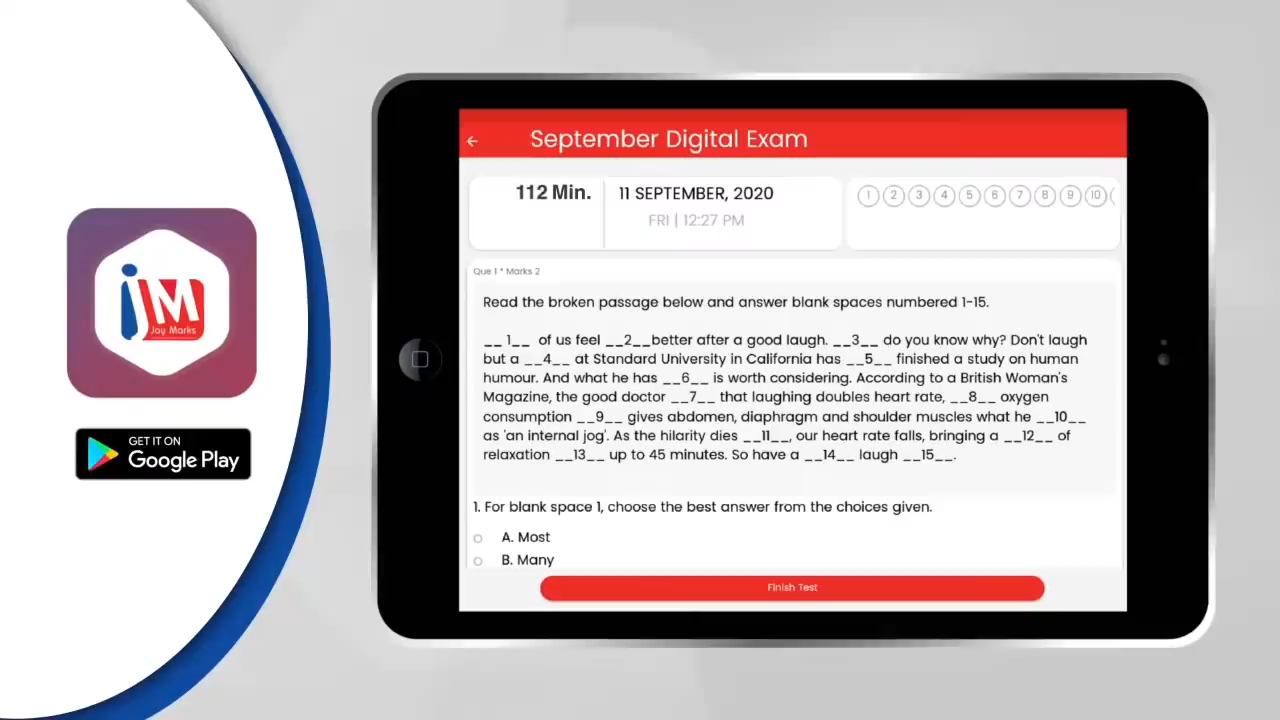 September Digital Exam
112 Min.
11 SEPTEMBER, 2020
FRI | 12:27 PM
1 2 3 4 5 6 7 8 9 10
Que 1 * Marks 2
Read the broken passage below and answer blank spaces numbered 1-15.
__ 1__ of us feel __2__better after a good laugh. __3__ do you know why? Don't laugh
but a __4__ at Standard University in California has __5__ finished a study on human
humour. And what he has __6__ is worth considering. According to a British Woman's
Magazine, the good doctor __7__ that laughing doubles heart rate, __8__ oxygen
consumption __9__ gives abdomen, diaphragm and shoulder muscles what he __10__
as 'an internal jog'. As the hilarity dies __11__, our heart rate falls, bringing a __12__ of
relaxation __13__ up to 45 minutes. So have a __14__ laugh __15__.
1. For blank space 1, choose the best answer from the choices given.
A. Most
B. Many
Finish Test
jM
Jay Marks
GET IT ON
Google Play